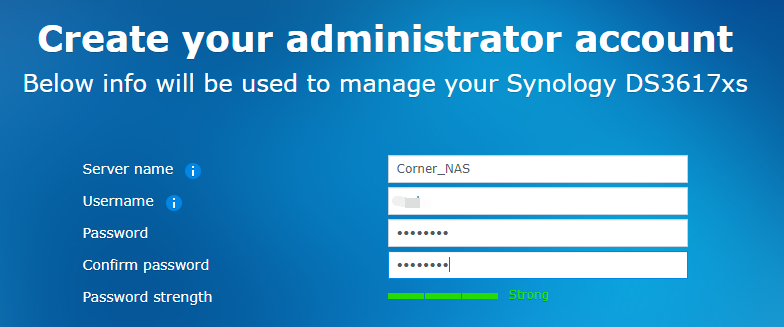 Create your administrator account
Below info will be used to manage your Synology DS3617xs
Server name i Corner_NAS
Username i
Password ••••••••
Confirm password ••••••••
Password strength Strong